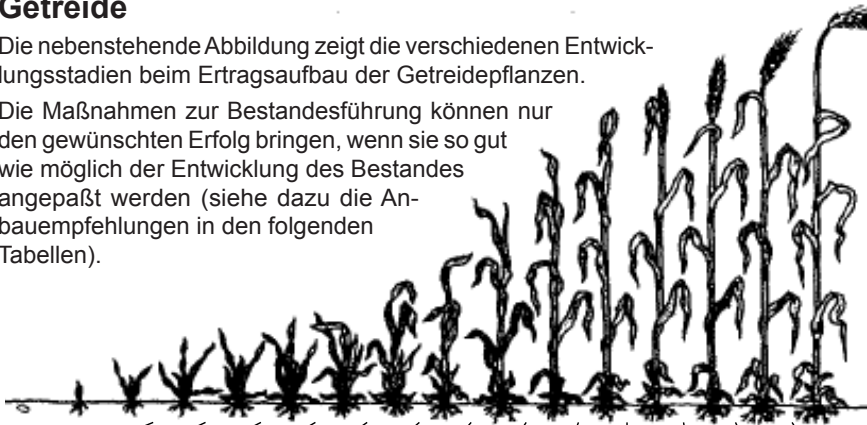 Getreide
Die nebenstehende Abbildung zeigt die verschiedenen Entwick-
lungsstadien beim Ertragsaufbau der Getreidepflanzen.
Die Maßnahmen zur Bestandesführung können nur
den gewünschten Erfolg bringen, wenn sie so gut
wie möglich der Entwicklung des Bestandes
angepaßt werden (siehe dazu die An-
bauempfehlungen in den folgenden
Tabellen).